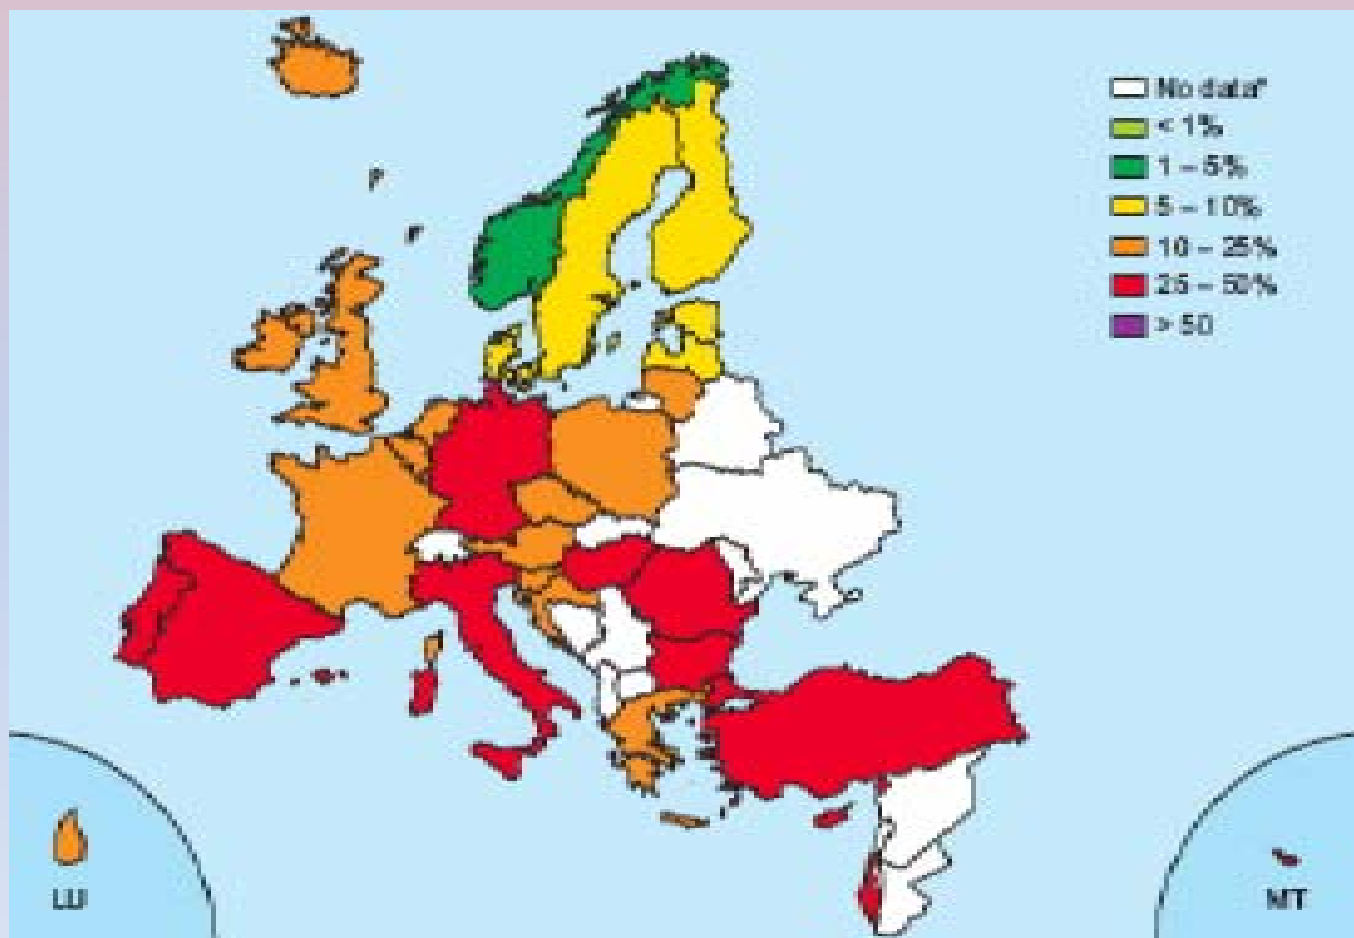 No data*
< 1%
1 – 5%
5 – 10%
10 – 25%
25 – 50%
> 50
LU
MT